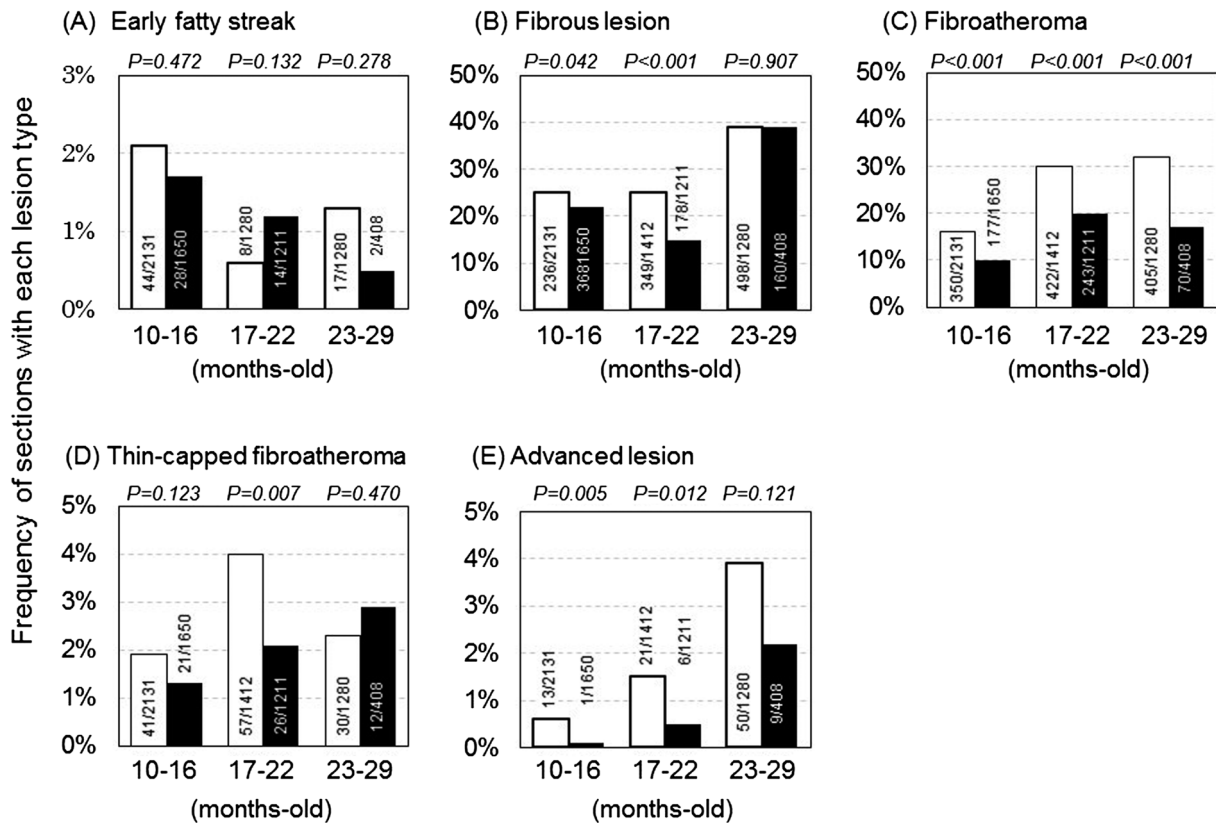 Frequency of sections with each lesion type
(A) Early fatty streak
P=0.472 P=0.132 P=0.278
3%
2%
1%
0%
44/2131
28/1650
8/1280
14/1211
17/1280
2/408
10-16 17-22 23-29
(months-old)
(B) Fibrous lesion
P=0.042 P<0.001 P=0.907
50%
40%
30%
20%
10%
0%
236/2131
3681650
349/1412
178/1211
498/1280
160/408
10-16 17-22 23-29
(months-old)
(C) Fibroatheroma
P<0.001 P<0.001 P<0.001
50%
40%
30%
20%
10%
0%
350/2131
177/1650
422/1412
243/1211
405/1280
70/408
10-16 17-22 23-29
(months-old)
(D) Thin-capped fibroatheroma
P=0.123 P=0.007 P=0.470
5%
4%
3%
2%
1%
0%
41/2131
21/1650
57/1412
26/1211
30/1280
12/408
10-16 17-22 23-29
(months-old)
(E) Advanced lesion
P=0.005 P=0.012 P=0.121
5%
4%
3%
2%
1%
0%
13/2131
1/1650
21/1412
6/1211
50/1280
9/408
10-16 17-22 23-29
(months-old)